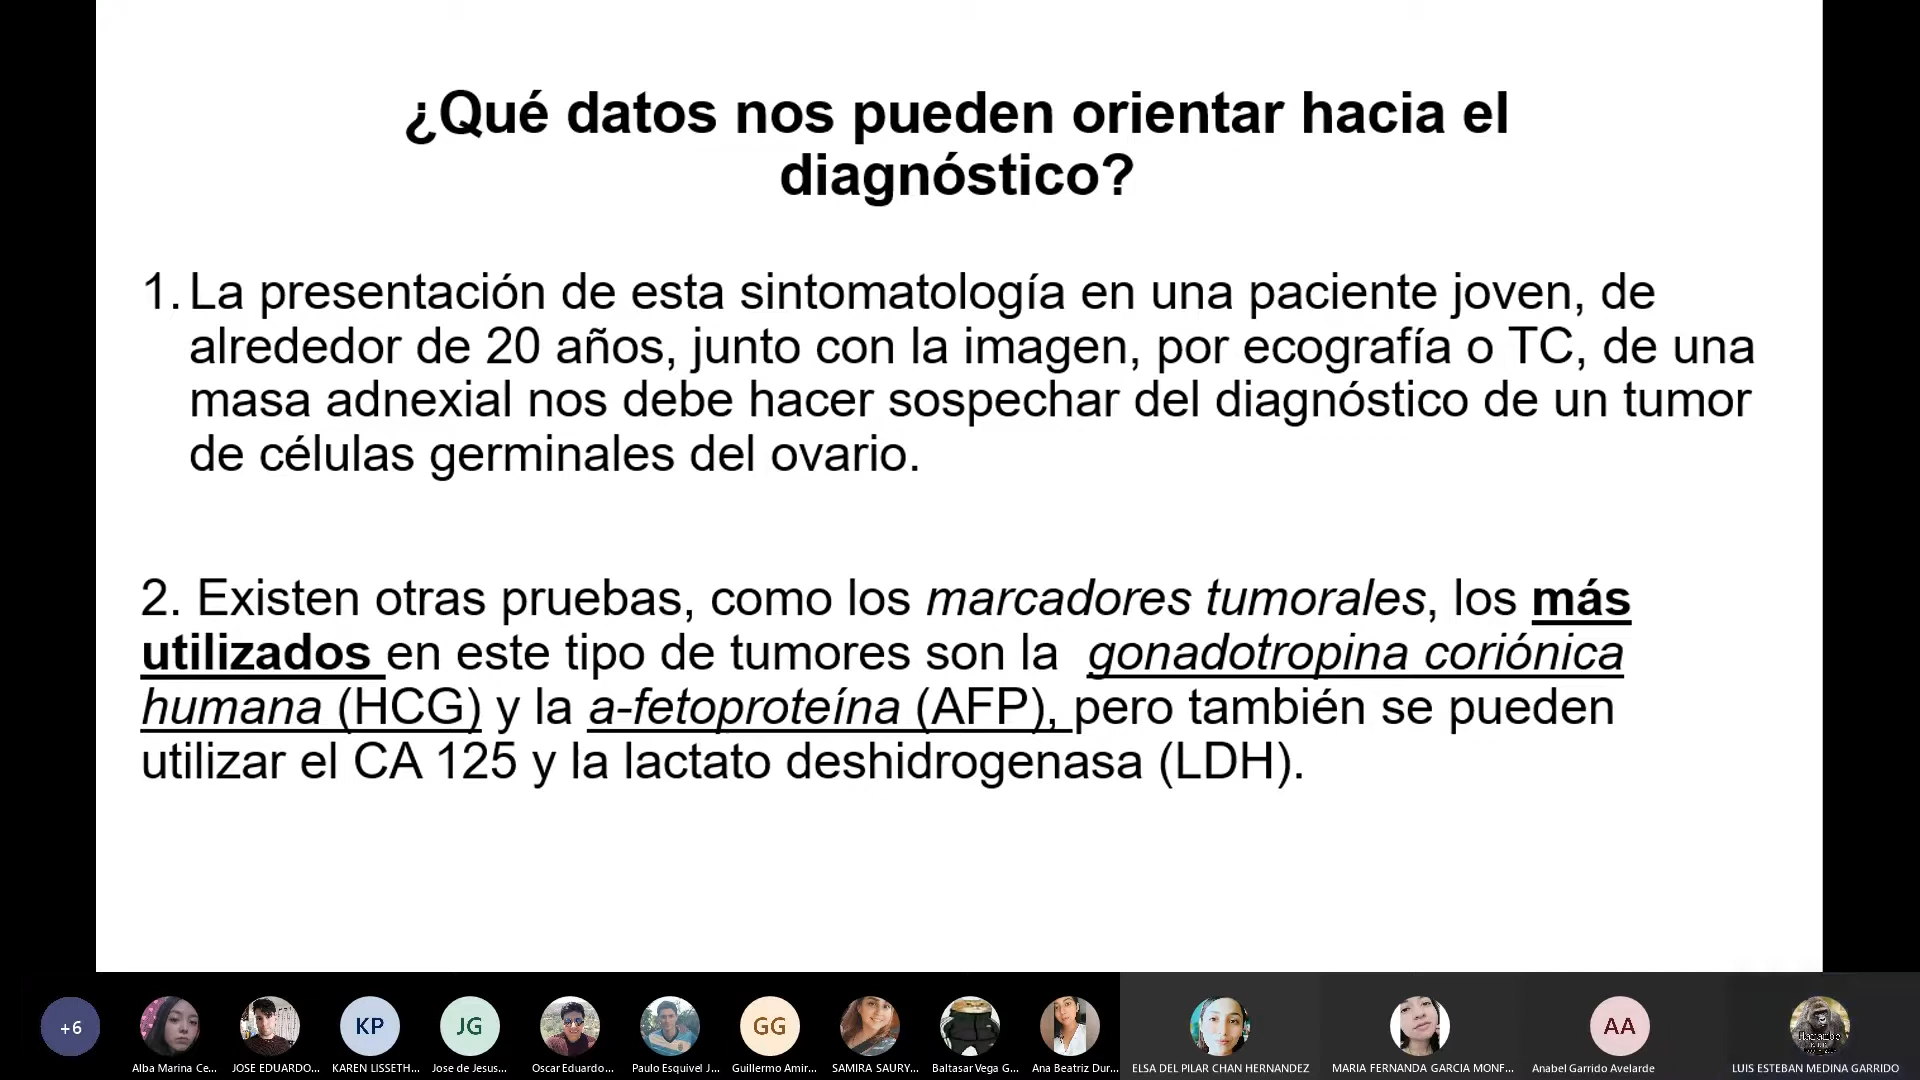 ¿Qué datos nos pueden orientar hacia el
diagnóstico?
1. La presentación de esta sintomatología en una paciente joven, de
alrededor de 20 años, junto con la imagen, por ecografía o TC, de una
masa adnexial nos debe hacer sospechar del diagnóstico de un tumor
de células germinales del ovario.
2. Existen otras pruebas, como los marcadores tumorales, los más
utilizados en este tipo de tumores son la gonadotropina coriónica
humana (HCG) y la a-fetoproteína (AFP), pero también se pueden
utilizar el CA 125 y la lactato deshidrogenasa (LDH).
+6
KP
JG
GG
AA
Alba Marina Ce...
JOSE EDUARDO...
KAREN LISSETH...
Jose de Jesus...
Oscar Eduardo...
Paulo Esquivel J...
Guillermo Amir...
SAMIRA SAURY...
Baltasar Vega G...
Ana Beatriz Dur...
ELSA DEL PILAR CHAN HERNANDEZ
MARIA FERNANDA GARCIA MONF...
Anabel Garrido Avelarde
LUIS ESTEBAN MEDINA GARRIDO